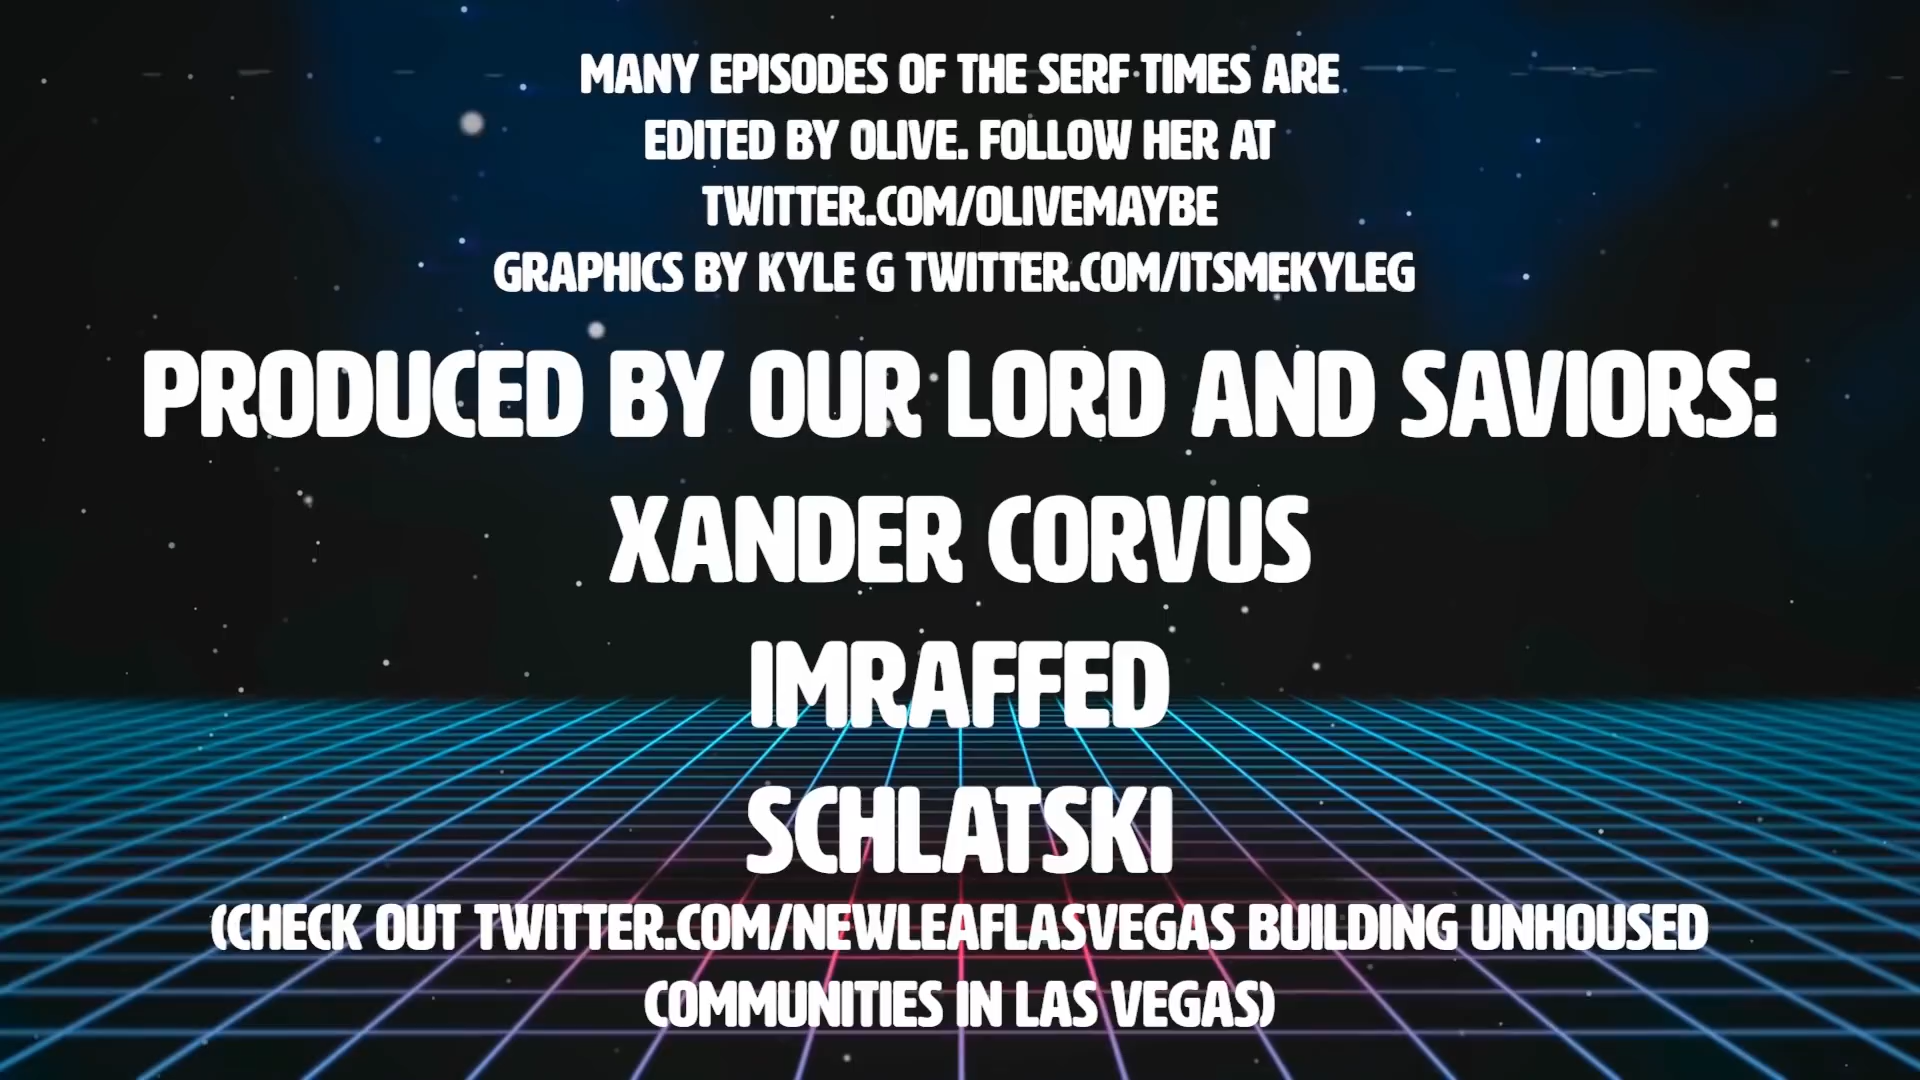 MANY EPISODES OF THE SERF TIMES ARE
EDITED BY OLIVE. FOLLOW HER AT
TWITTER.COM/OLIVEMAYBE
GRAPHICS BY KYLE G TWITTER.COM/ITSMEKYLEG
PRODUCED BY OUR LORD AND SAVIORS:
XANDER CORVUS
IMRAFFED
SCHLATSKI
(CHECK OUT TWITTER.COM/NEWLEAFLASVEGAS BUILDING UNHOUSED
COMMUNITIES IN LAS VEGAS)